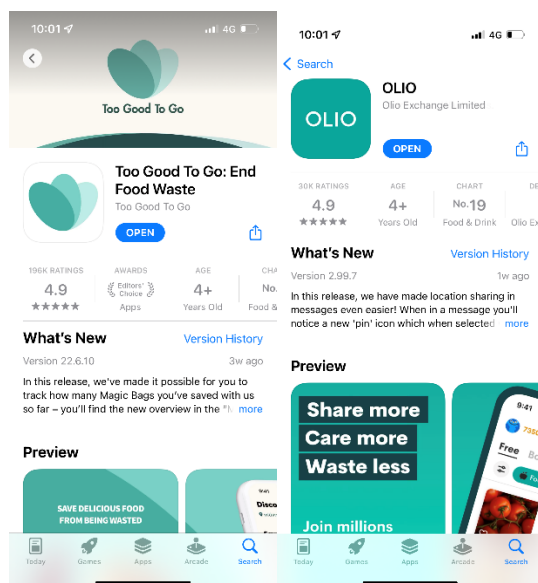 10:01
4G
Too Good To Go
Too Good To Go: End
Food Waste
Too Good To Go
OPEN
196K RATINGS
4.9
AWARDS
Editors'
Choice
Apps
AGE
4+
Years Old
CHA
No.
Food &
What's New
Version History
Version 22.6.10
3w ago
In this release, we've made it possible for you to
track how many Magic Bags you've saved with us
so far – you'll find the new overview in the
more
Preview
SAVE DELICIOUS FOOD
FROM BEING WASTED
Disco
Today
Games
Apps
Arcade
Search
10:01
4G
Search
OLIO
OLIO
Olio Exchange Limited
OPEN
30K RATINGS
4.9
AGE
4+
Years Old
CHART
No.19
Food & Drink
DE
Olio Ex
What's New
Version History
Version 2.99.7
1w ago
In this release, we have made location sharing in
messages even easier! When in a message you'll
notice a new 'pin' icon which when selected
more
Preview
Share more
Care more
Waste less
Join millions
9:41
Free
Today
Games
Apps
Arcade
Search